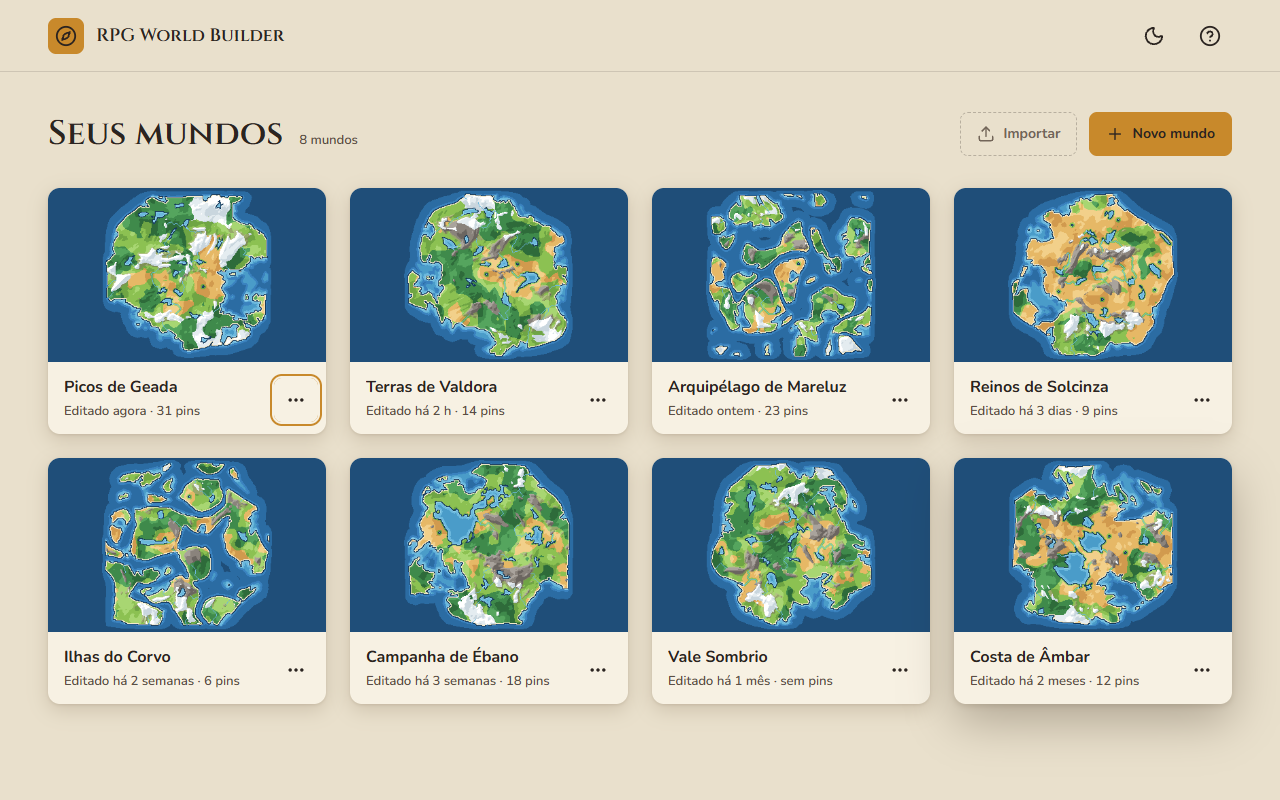 RPG World Builder
Seus mundos
8 mundos
Importar
Novo mundo
Picos de Geada
Editado agora · 31 pins
Terras de Valdora
Editado há 2 h · 14 pins
Arquipélago de Mareluz
Editado ontem · 23 pins
Reinos de Solcinza
Editado há 3 dias · 9 pins
Ilhas do Corvo
Editado há 2 semanas · 6 pins
Campanha de Ébano
Editado há 3 semanas · 18 pins
Vale Sombrio
Editado há 1 mês · sem pins
Costa de Âmbar
Editado há 2 meses · 12 pins